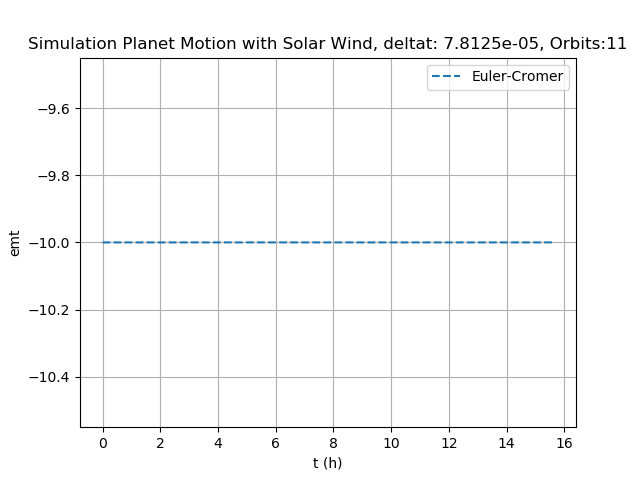 Simulation Planet Motion with Solar Wind, deltat: 7.8125e-05, Orbits:11
Euler-Cromer
−9.6
−9.8
−10.0
−10.2
−10.4
emt
0 2 4 6 8 10 12 14 16
t (h)